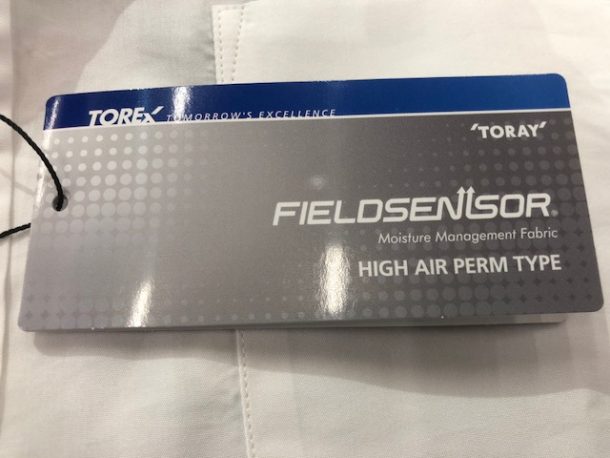 TOREX TOMORROW'S EXCELLENCE
'TORAY'
FIELDSENSOR®
Moisture Management Fabric
HIGH AIR PERM TYPE